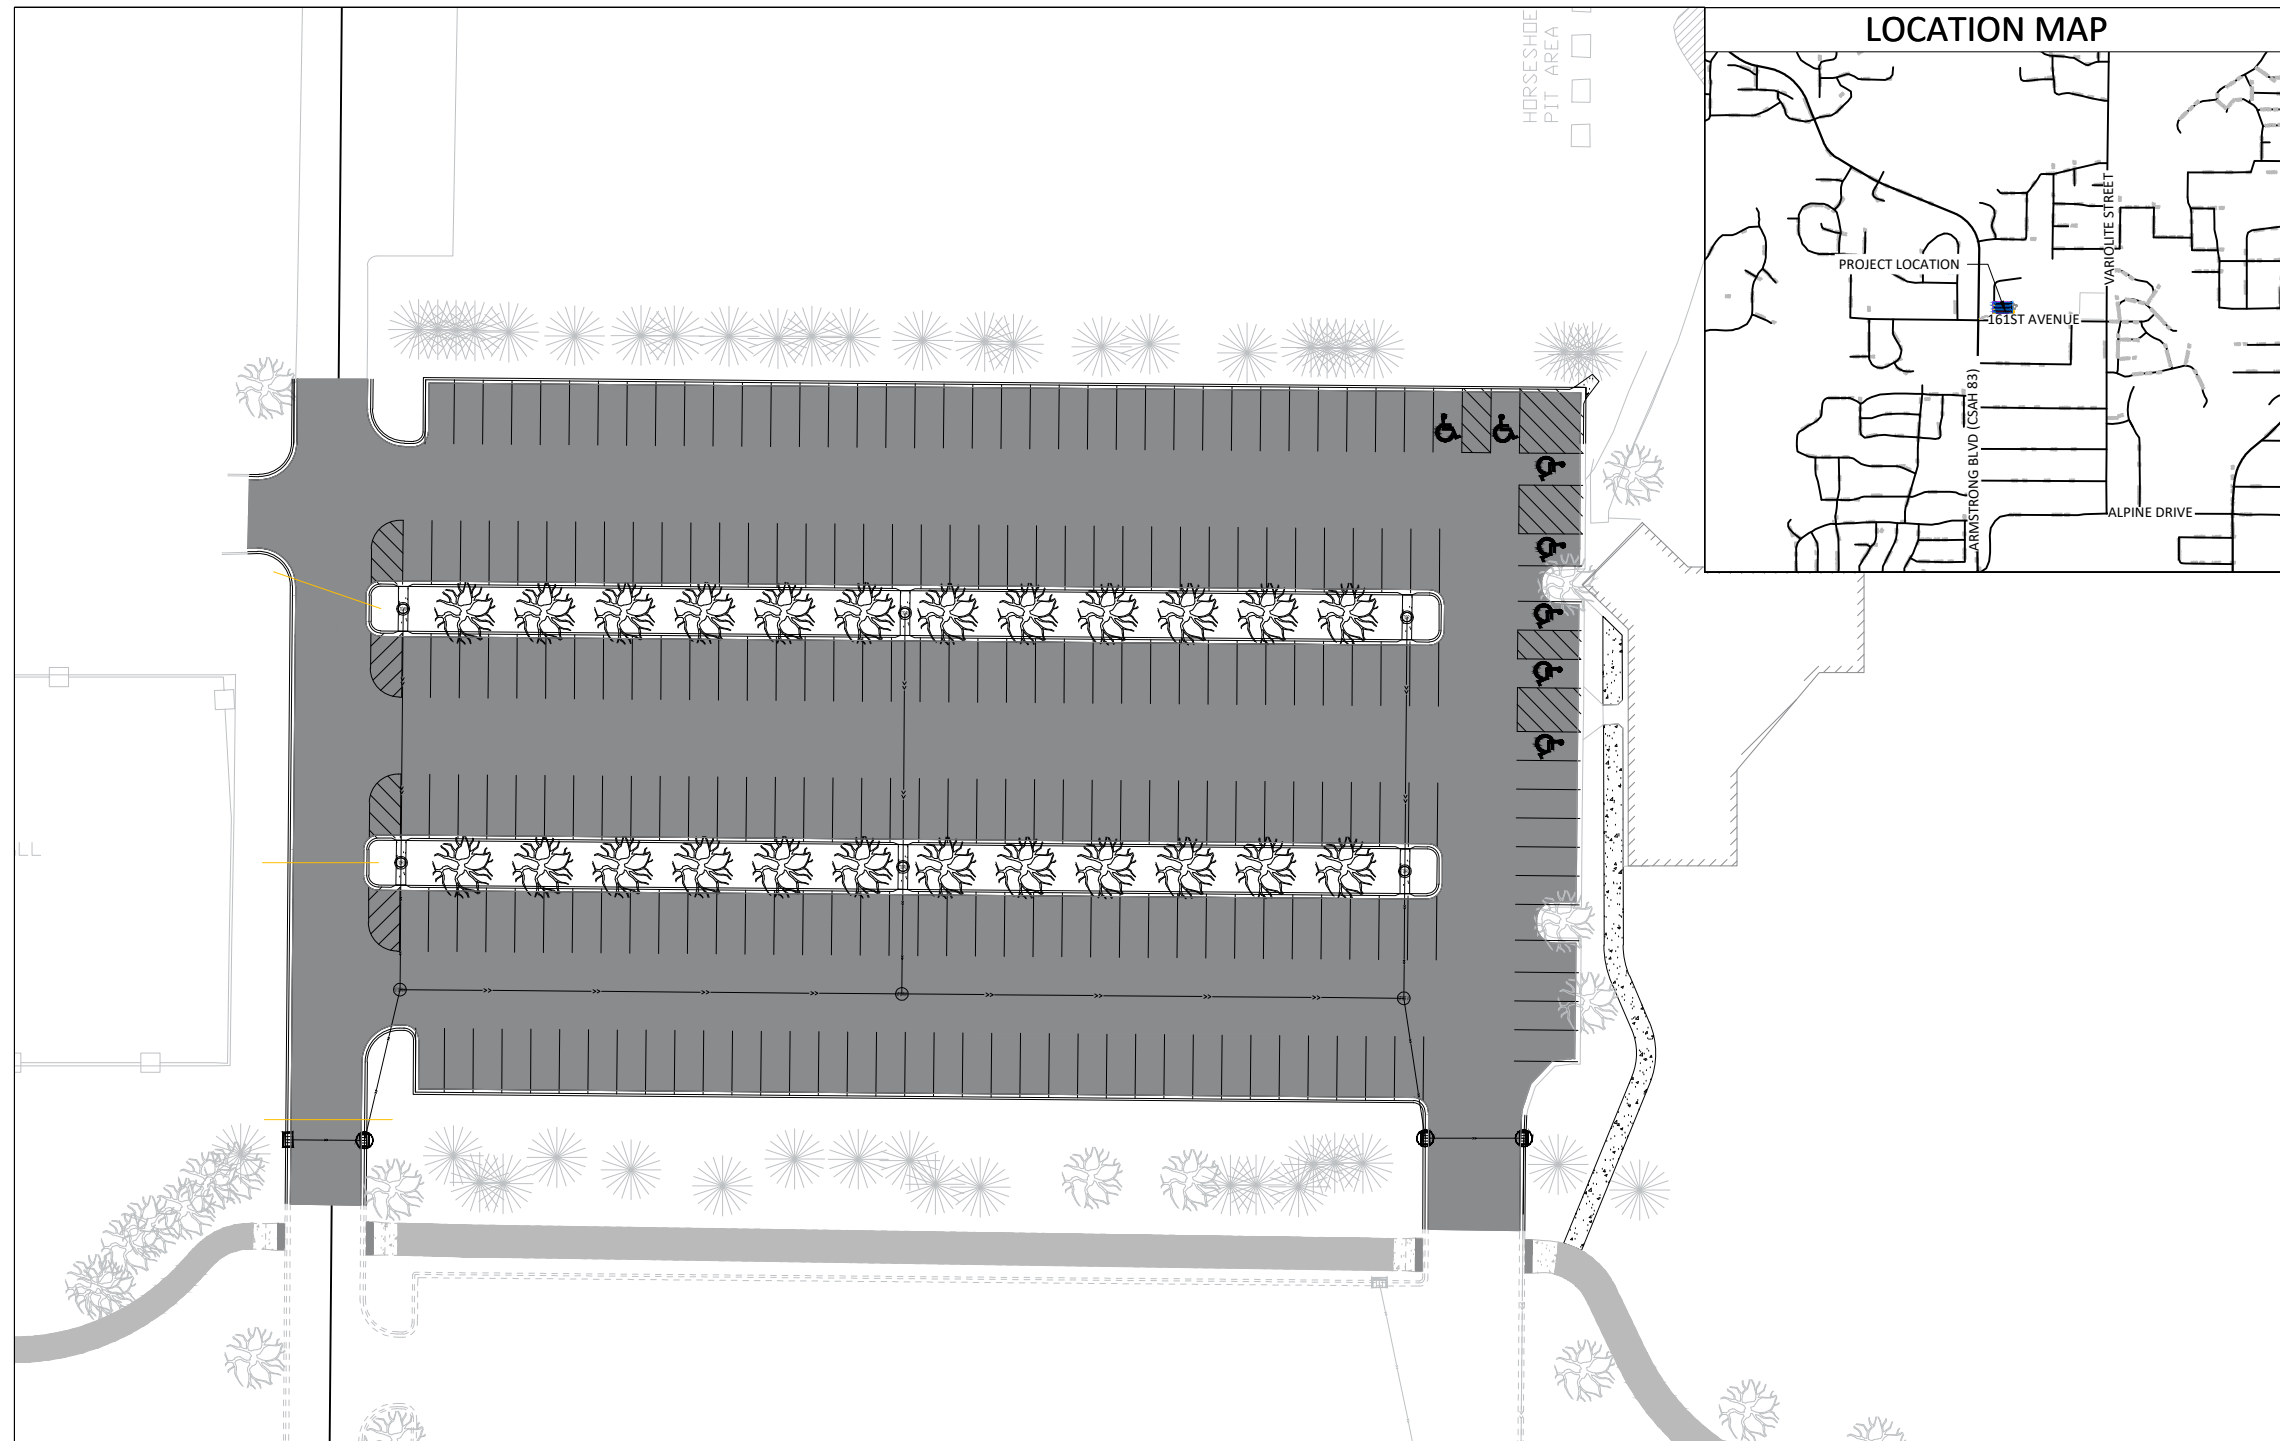 HORSESHOE
PIT AREA
LOCATION MAP
VARIOLITE STREET
PROJECT LOCATION
161ST AVENUE
ARMSTRONG BLVD (CSAH 83)
ALPINE DRIVE